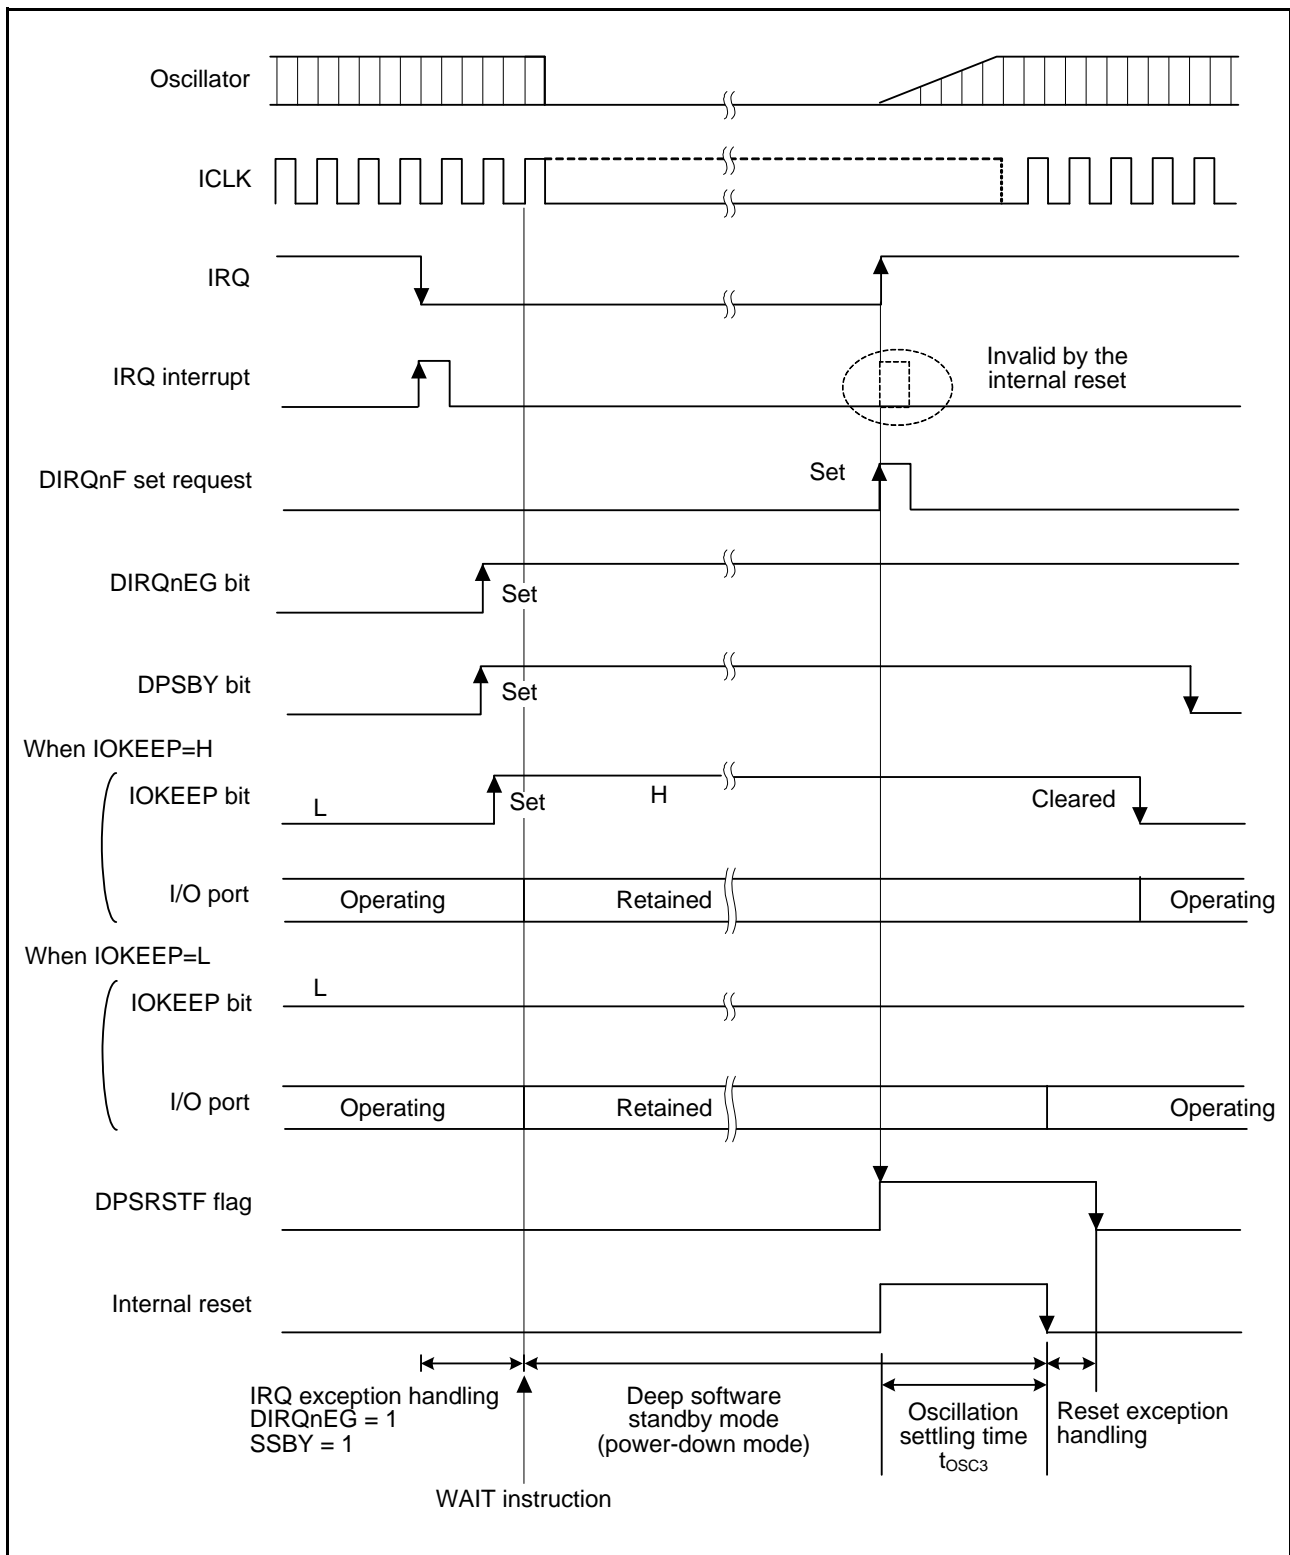 Oscillator
ICLK
IRQ
IRQ interrupt
Invalid by the
internal reset
DIRQnF set request
Set
DIRQnEG bit
Set
DPSBY bit
Set
When IOKEEP=H
IOKEEP bit
L
Set
H
Cleared
I/O port
Operating
Retained
Operating
When IOKEEP=L
IOKEEP bit
L
I/O port
Operating
Retained
Operating
DPSRSTF flag
Internal reset
IRQ exception handling
DIRQnEG = 1
SSBY = 1
Deep software
standby mode
(power-down mode)
Oscillation
settling time
tOSC3
Reset exception
handling
WAIT instruction